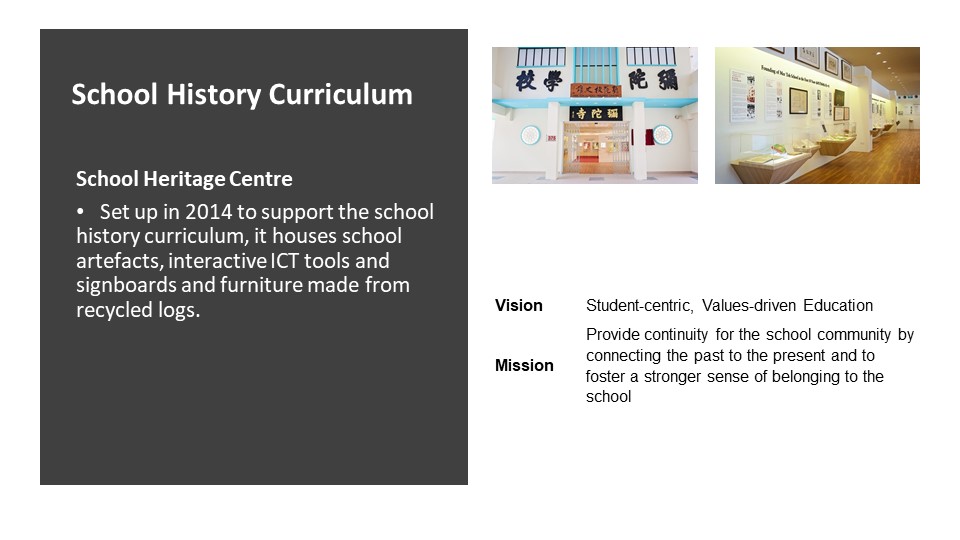 School History Curriculum
School Heritage Centre
• Set up in 2014 to support the school
history curriculum, it houses school
artefacts, interactive ICT tools and
signboards and furniture made from
recycled logs.
校學 陀彌
寺陀彌
Vision Student-centric, Values-driven Education
Mission Provide continuity for the school community by
connecting the past to the present and to
foster a stronger sense of belonging to the
school